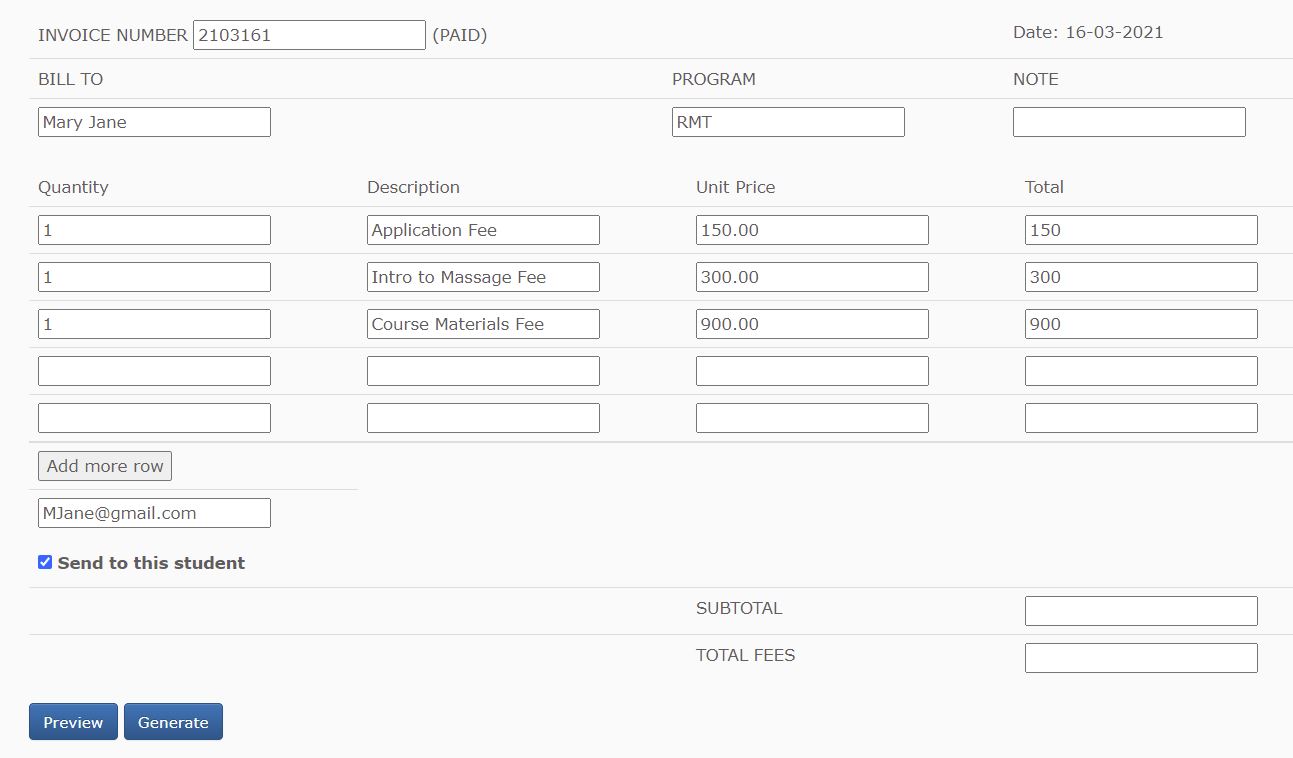 INVOICE NUMBER 2103161 (PAID) Date: 16-03-2021
BILL TO PROGRAM NOTE
Mary Jane RMT
Quantity Description Unit Price Total
1 Application Fee 150.00 150
1 Intro to Massage Fee 300.00 300
1 Course Materials Fee 900.00 900
Add more row
MJane@gmail.com
Send to this student
SUBTOTAL
TOTAL FEES
Preview Generate